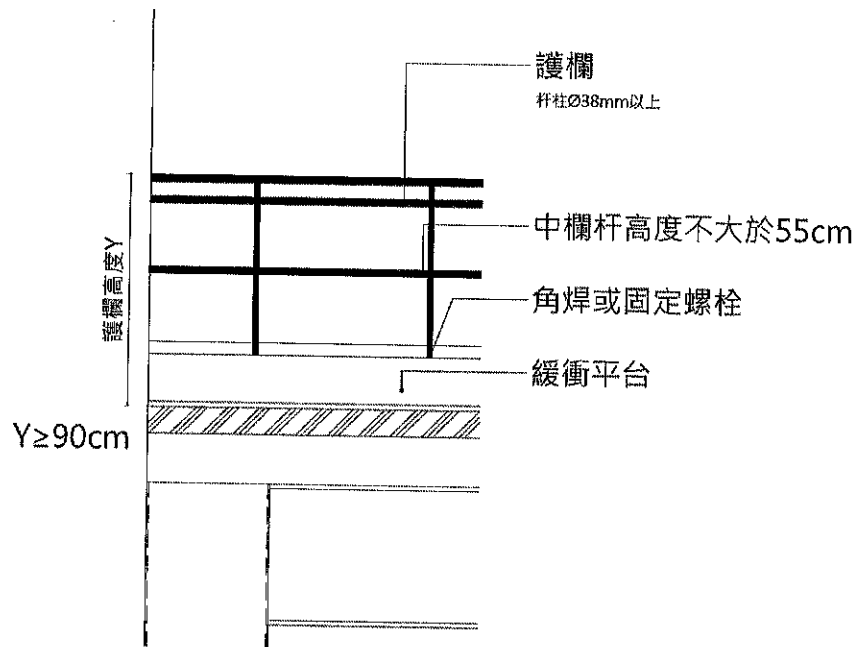 護欄
杆柱Ø38mm以上
中欄杆高度不大於55cm
角焊或固定螺栓
緩衝平台
護欄高度Y
Y≥90cm